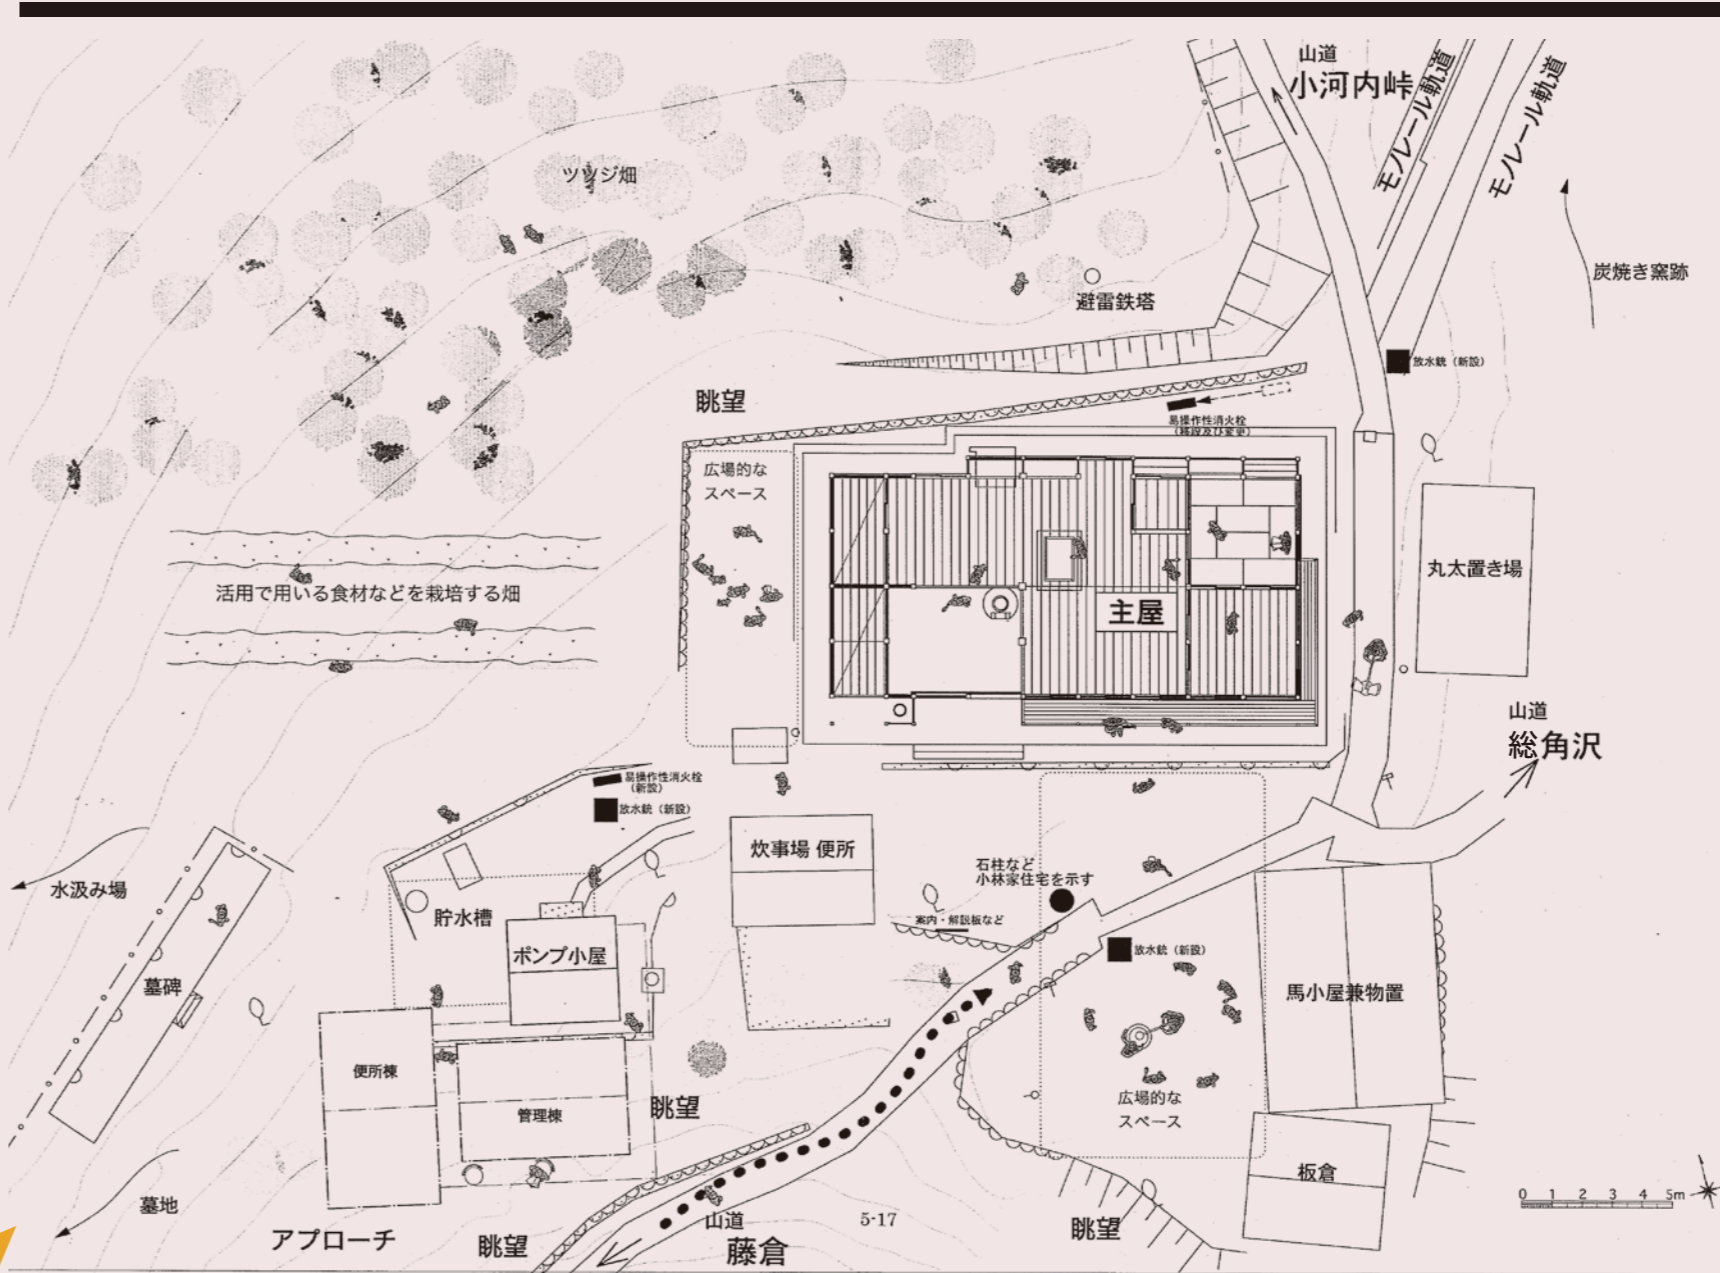 山道
小河内峠
モノレール軌道
モノレール軌道
ツツジ畑
炭焼き窯跡
避雷鉄塔
放水銃（新設）
眺望
易操作性消火栓
（移設及び変更）
広場的な
スペース
丸太置き場
活用で用いる食材などを栽培する畑
主屋
山道
総角沢
易操作性消火栓
（新設）
放水銃（新設）
炊事場 便所
石柱など
小林家住宅を示す
水汲み場
貯水槽
案内・解説板など
ポンプ小屋
放水銃（新設）
墓碑
馬小屋兼物置
便所棟
管理棟
眺望
広場的な
スペース
板倉
墓地
0 1 2 3 4 5m
アプローチ
眺望
山道
藤倉
5-17
眺望